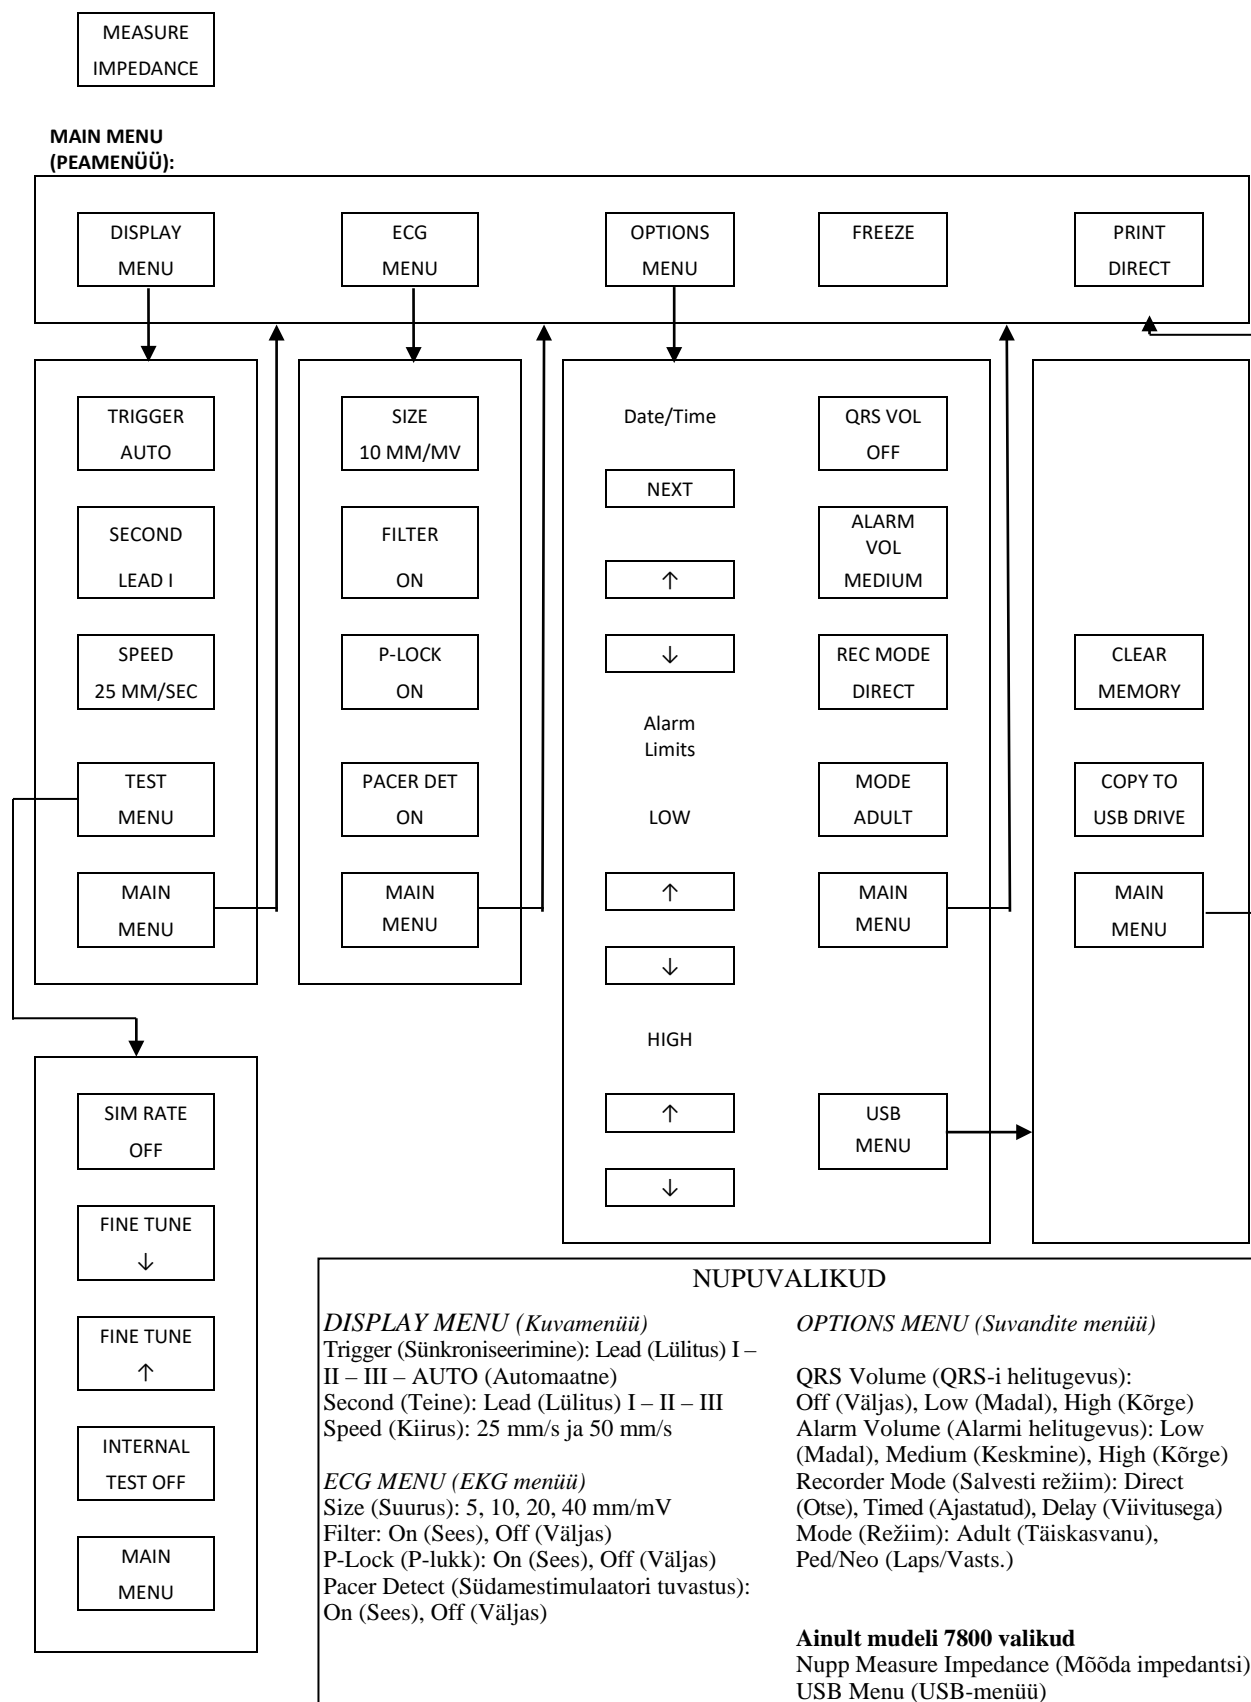 MEASURE
IMPEDANCE
MAIN MENU
(PEAMENÜÜ):
DISPLAY
MENU
ECG
MENU
OPTIONS
MENU
FREEZE
PRINT
DIRECT
TRIGGER
AUTO
SECOND
LEAD I
SPEED
25 MM/SEC
TEST
MENU
MAIN
MENU
SIZE
10 MM/MV
FILTER
ON
P-LOCK
ON
PACER DET
ON
MAIN
MENU
Date/Time
NEXT
↑
↓
Alarm
Limits
LOW
↑
↓
HIGH
↑
↓
QRS VOL
OFF
ALARM
VOL
MEDIUM
REC MODE
DIRECT
MODE
ADULT
MAIN
MENU
USB
MENU
CLEAR
MEMORY
COPY TO
USB DRIVE
MAIN
MENU
SIM RATE
OFF
FINE TUNE
↓
FINE TUNE
↑
INTERNAL
TEST OFF
MAIN
MENU
NUPUVALIKUD
DISPLAY MENU (Kuvamenüü)
Trigger (Sünkroniseerimine): Lead (Lülitus) I –
II – III – AUTO (Automaatne)
Second (Teine): Lead (Lülitus) I – II – III
Speed (Kiirus): 25 mm/s ja 50 mm/s
ECG MENU (EKG menüü)
Size (Suurus): 5, 10, 20, 40 mm/mV
Filter: On (Sees), Off (Väljas)
P-Lock (P-lukk): On (Sees), Off (Väljas)
Pacer Detect (Südamestimulaatori tuvastus):
On (Sees), Off (Väljas)
OPTIONS MENU (Suvandite menüü)
QRS Volume (QRS-i helitugevus):
Off (Väljas), Low (Madal), High (Kõrge)
Alarm Volume (Alarmi helitugevus): Low
(Madal), Medium (Keskmine), High (Kõrge)
Recorder Mode (Salvesti režiim): Direct
(Otse), Timed (Ajastatud), Delay (Viivitusega)
Mode (Režiim): Adult (Täiskasvanu),
Ped/Neo (Laps/Vasts.)
Ainult mudeli 7800 valikud
Nupp Measure Impedance (Mõõda impedantsi)
USB Menu (USB-menüü)